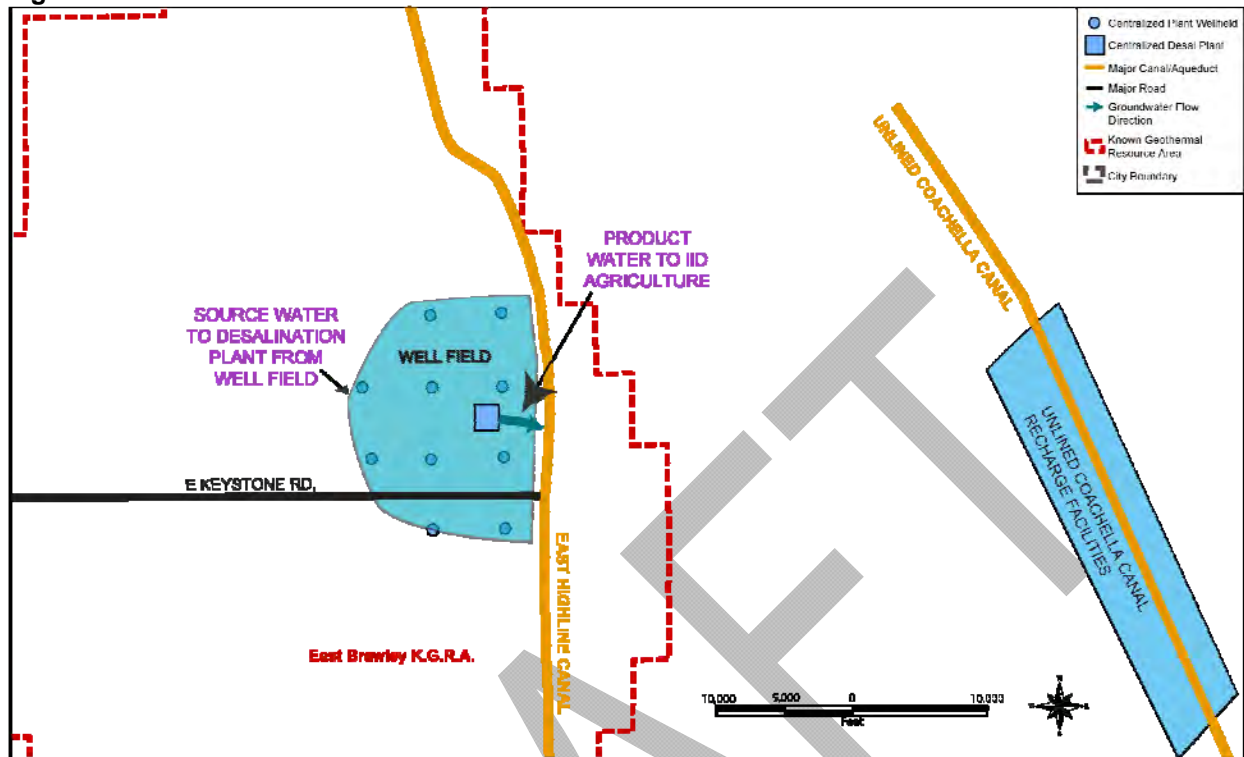 Centralized Plant Wellfield
Centralized Desal Plant
Major Canal/Aqueduct
Major Road
Groundwater Flow
Direction
Known Geothermal
Resource Area
City Boundary
UNLINED COACHELLA CANAL
PRODUCT
WATER TO IID
AGRICULTURE
SOURCE WATER
TO DESALINATION
PLANT FROM
WELL FIELD
WELL FIELD
UNLINED COACHELLA CANAL
RECHARGE FACILITIES
E KEYSTONE RD,
EAST HIGHLINE CANAL
East Brawley K.G.R.A.
10,000 5,000 0 10,000
Feet